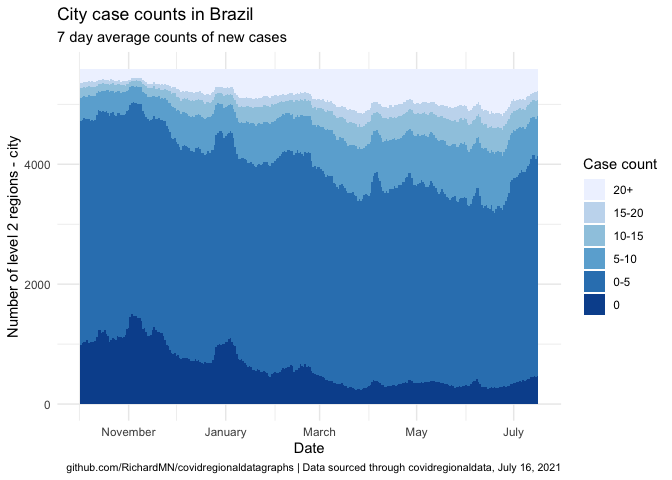 City case counts in Brazil
7 day average counts of new cases
Number of level 2 regions - city
4000
2000
0
November
January
March
May
July
Date
Case count
20+
15-20
10-15
5-10
0-5
0
github.com/RichardMN/covidregionaldatagraphs | Data sourced through covidregionaldata, July 16, 2021